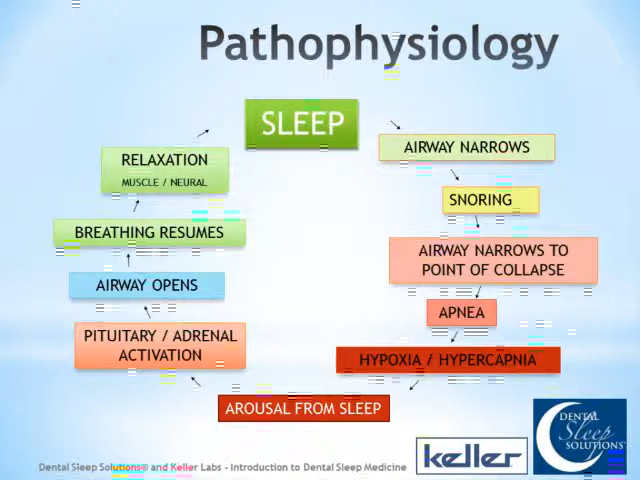 Pathophysiology
SLEEP
AIRWAY NARROWS
SNORING
AIRWAY NARROWS TO
POINT OF COLLAPSE
APNEA
HYPOXIA / HYPERCAPNIA
AROUSAL FROM SLEEP
PITUITARY / ADRENAL
ACTIVATION
AIRWAY OPENS
BREATHING RESUMES
RELAXATION
MUSCLE / NEURAL
Dental Sleep Solutions® and Keller Labs - Introduction to Dental Sleep Medicine
keller
DENTAL
Sleep
SOLUTIONS